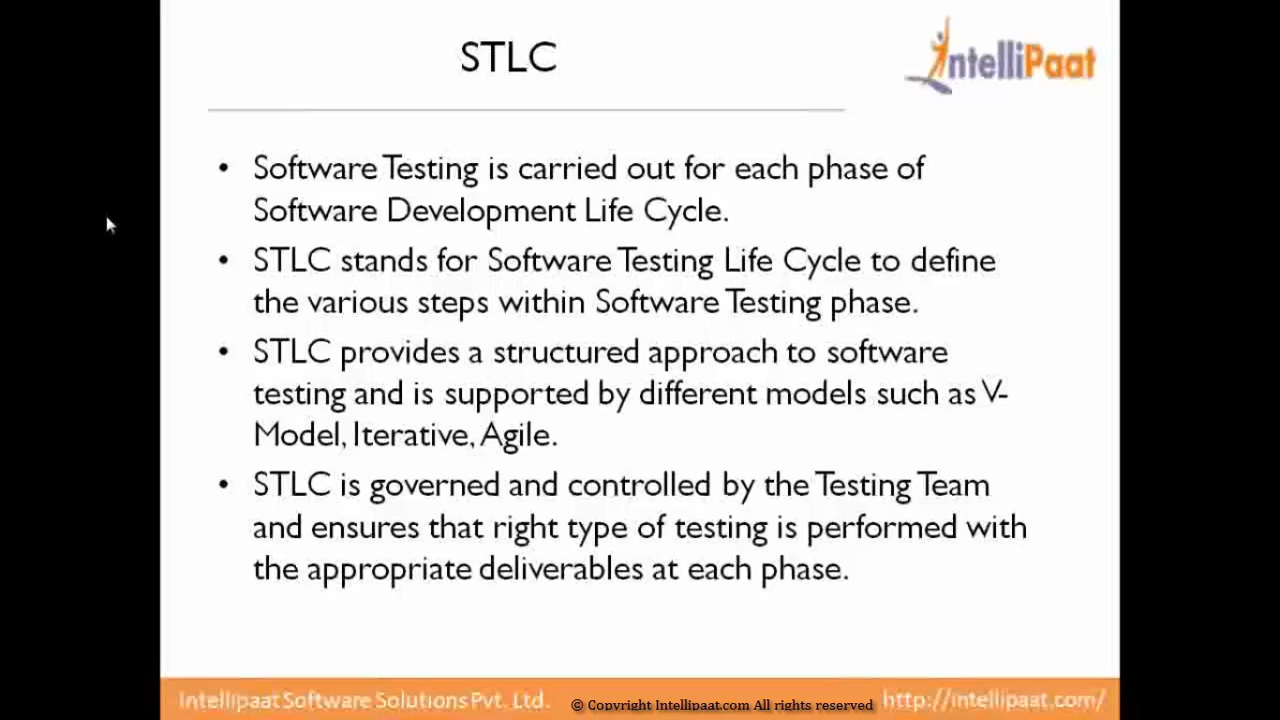 STLC
IntelliPaat
• Software Testing is carried out for each phase of
Software Development Life Cycle.
• STLC stands for Software Testing Life Cycle to define
the various steps within Software Testing phase.
• STLC provides a structured approach to software
testing and is supported by different models such as V-
Model, Iterative, Agile.
• STLC is governed and controlled by the Testing Team
and ensures that right type of testing is performed with
the appropriate deliverables at each phase.
Intellipaat Software Solutions Pvt. Ltd.
© Copyright Intellipaat.com All rights reserved
http://intellipaat.com/